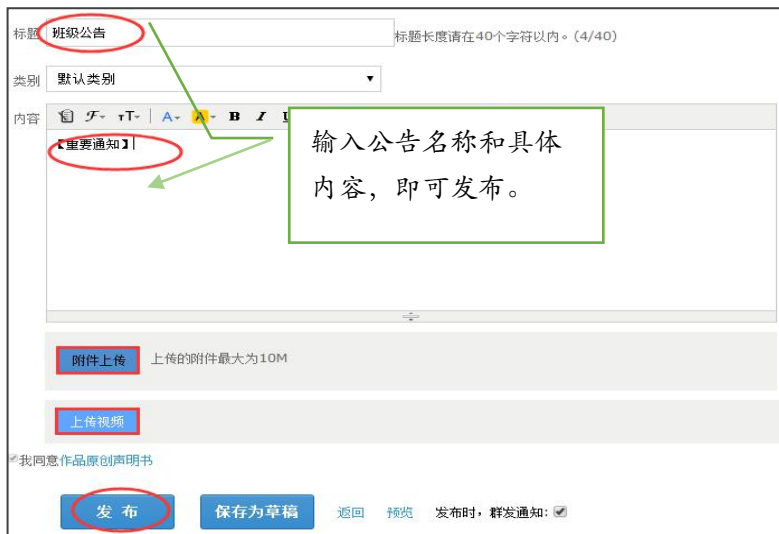 标题 班级公告 标题长度请在40个字符以内。(4/40)
类别 默认类别
内容 F T A A B I U
【重要通知】
输入公告名称和具体
内容，即可发布。
附件上传 上传的附件最大为10M
上传视频
我同意作品原创声明书
发布 保存为草稿 返回 预览 发布时，群发通知: